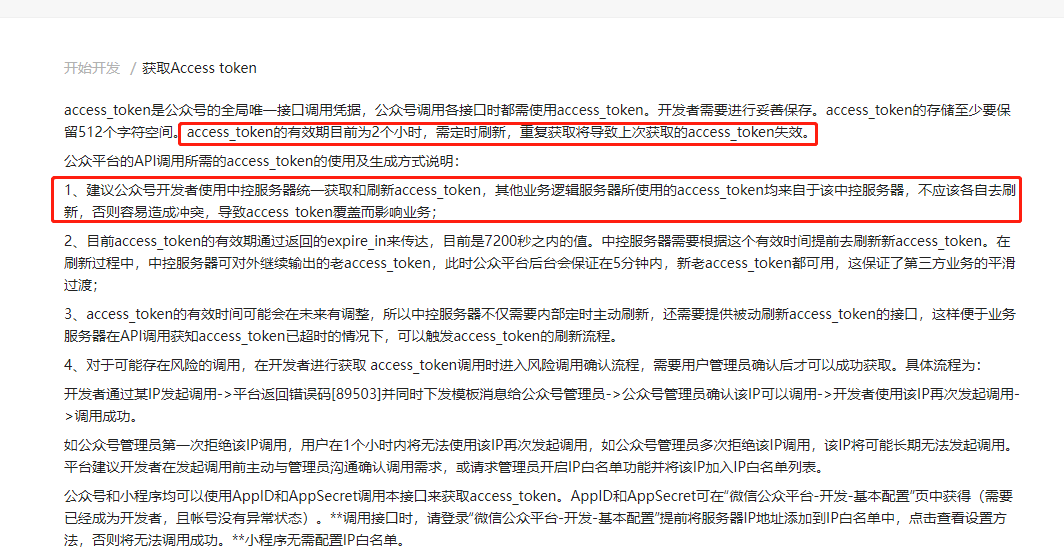 开始开发 / 获取Access token
access_token是公众号的全局唯一接口调用凭据，公众号调用各接口时都需使用access_token。开发者需要进行妥善保存。access_token的存储至少要保
留512个字符空间。access_token的有效期目前为2个小时，需定时刷新，重复获取将导致上次获取的access_token失效。
公众平台的API调用所需的access_token的使用及生成方式说明：
1、建议公众号开发者使用中控服务器统一获取和刷新access_token，其他业务逻辑服务器所使用的access_token均来自于该中控服务器，不应该各自去刷
新，否则容易造成冲突，导致access_token覆盖而影响业务；
2、目前access_token的有效期通过返回的expire_in来传达，目前是7200秒之内的值。中控服务器需要根据这个有效时间提前去刷新新access_token。在
刷新过程中，中控服务器可对外继续输出的老access_token，此时公众平台后台会保证在5分钟内，新老access_token都可用，这保证了第三方业务的平滑
过渡；
3、access_token的有效时间可能会在未来有调整，所以中控服务器不仅需要内部定时主动刷新，还需要提供被动刷新access_token的接口，这样便于业务
服务器在API调用获知access_token已超时的情况下，可以触发access_token的刷新流程。
4、对于可能存在风险的调用，在开发者进行获取 access_token调用时进入风险调用确认流程，需要用户管理员确认后才可以成功获取。具体流程为：
开发者通过某IP发起调用->平台返回错误码[89503]并同时下发模板消息给公众号管理员->公众号管理员确认该IP可以调用->开发者使用该IP再次发起调用-
>调用成功。
如公众号管理员第一次拒绝该IP调用，用户在1个小时内将无法使用该IP再次发起调用，如公众号管理员多次拒绝该IP调用，该IP将可能长期无法发起调用。
平台建议开发者在发起调用前主动与管理员沟通确认调用需求，或请求管理员开启IP白名单功能并将该IP加入IP白名单列表。
公众号和小程序均可以使用AppID和AppSecret调用本接口来获取access_token。AppID和AppSecret可在“微信公众平台-开发-基本配置”页中获得（需要
已经成为开发者，且帐号没有异常状态）。**调用接口时，请登录“微信公众平台-开发-基本配置”提前将服务器IP地址添加到IP白名单中，点击查看设置方
法，否则将无法调用成功。**小程序无需配置IP白名单。